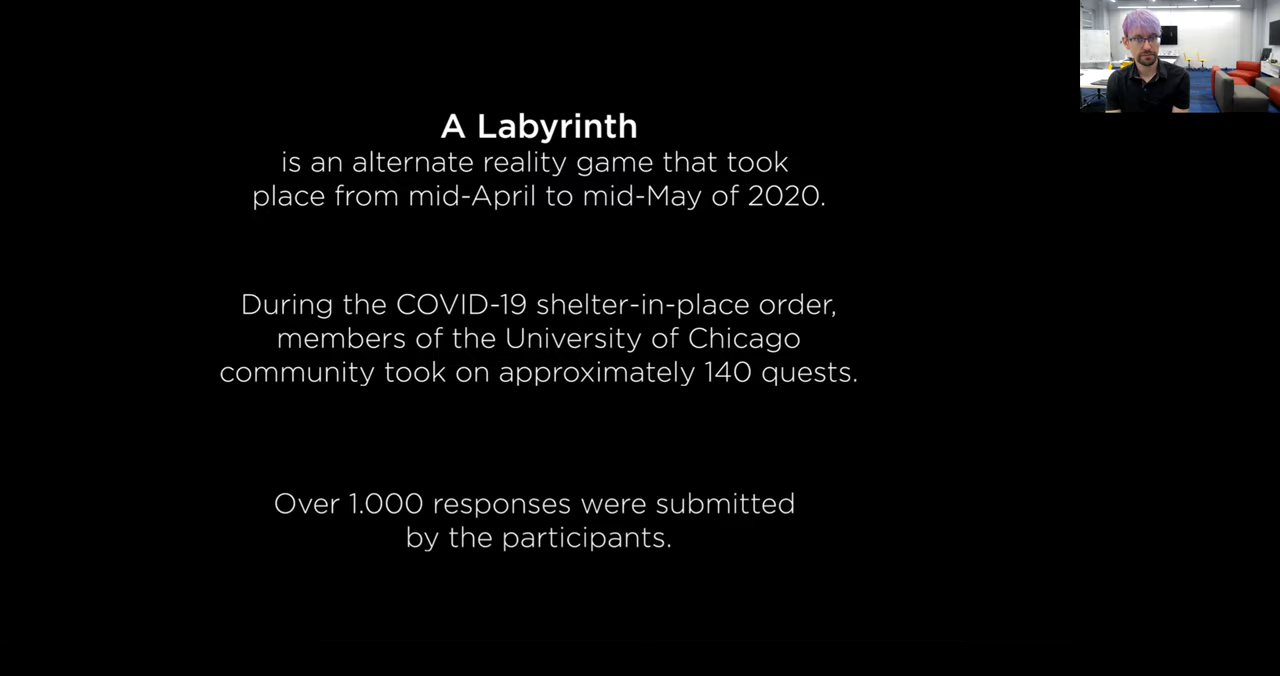 A Labyrinth
is an alternate reality game that took
place from mid-April to mid-May of 2020.
During the COVID-19 shelter-in-place order,
members of the University of Chicago
community took on approximately 140 quests.
Over 1.000 responses were submitted
by the participants.